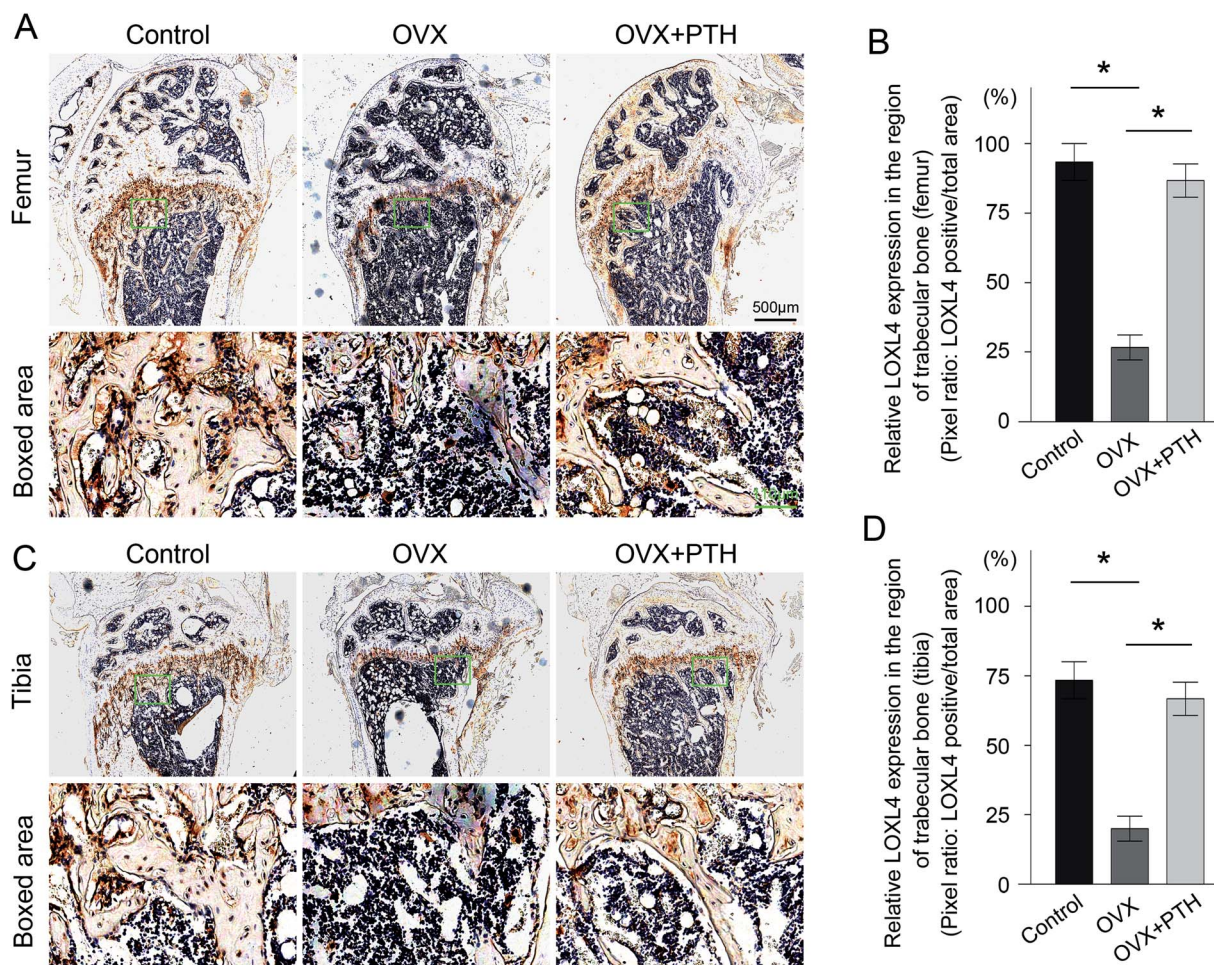 A
Control
OVX
OVX+PTH
Femur
500μm
Boxed area
B
Relative LOXL4 expression in the region
of trabecular bone (femur)
(Pixel ratio: LOXL4 positive/total area)
(%)
100
75
50
25
0
*
*
Control
OVX
OVX+PTH
C
Control
OVX
OVX+PTH
Tibia
Boxed area
D
Relative LOXL4 expression in the region
of trabecular bone (tibia)
(Pixel ratio: LOXL4 positive/total area)
(%)
100
75
50
25
0
*
*
Control
OVX
OVX+PTH